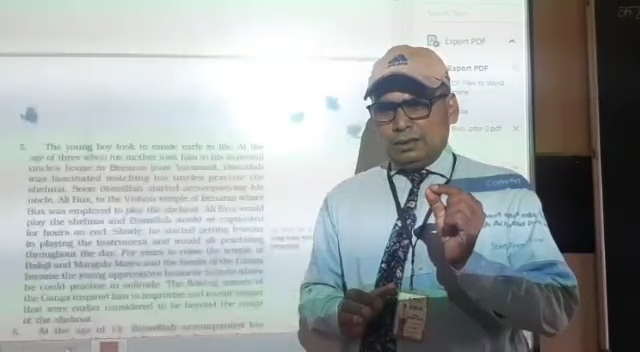 Export PDF
Export PDF
PDF Files to Word
5. The young boy took to music early in life. At the
age of three when his mother took him to his maternal
uncle's house in Benaras (now Varanasi), Bismillah
was fascinated watching his uncles practise the
shehnai. Soon Bismillah started accompanying his
uncle, Ali Bux, to the Vishnu temple of Benaras where
Bux was employed to play the shehnai. Ali Bux would
play the shehnai and Bismillah would sit captivated
for hours on end. Slowly, he started getting lessons
in playing the instrument and would sit practising
throughout the day. For years to come the temple of
Balaji and Mangala Maiya and the banks of the Ganga
became the young apprentice's favourite haunts where
he could practise in solitude. The flowing waters of
the Ganga inspired him to improvise and invent raagas
that were earlier considered to be beyond the range
of the shehnai.
6. At the age of 14, Bismillah accompanied his
Convert